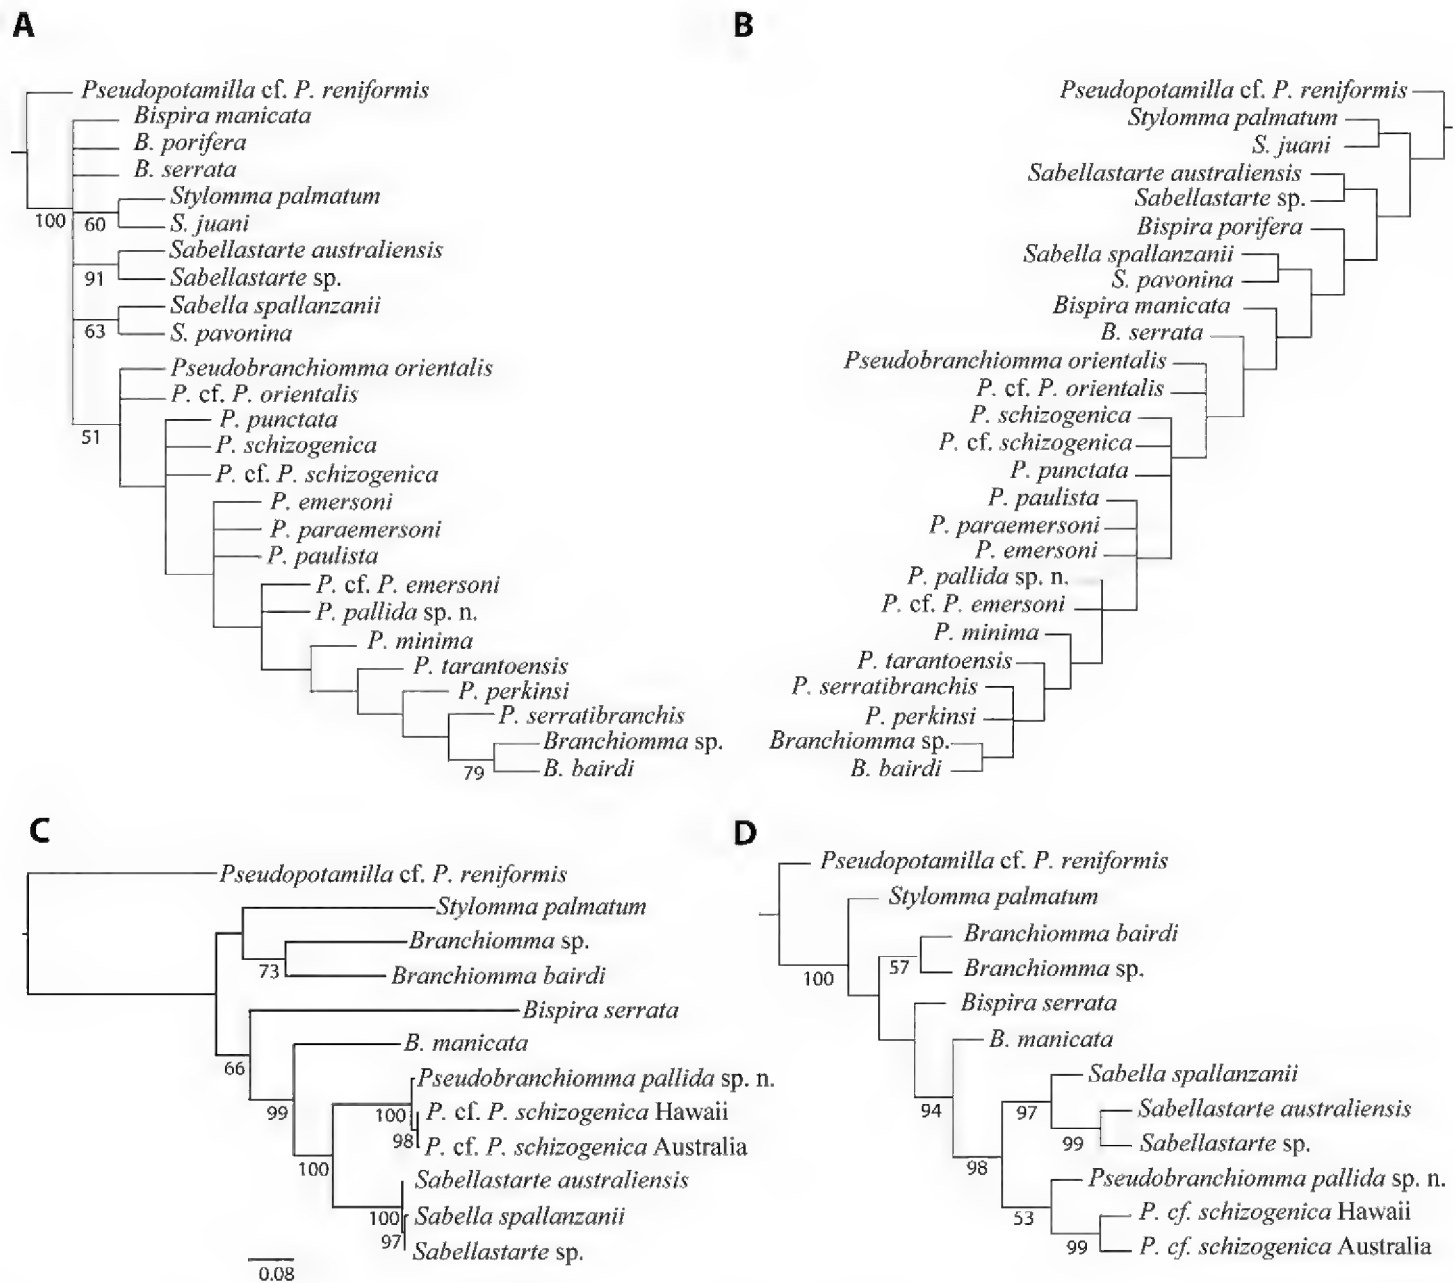 A
Pseudopotamilla cf. P. reniformis
Bispira manicata
B. porifera
B. serrata
Stylomma palmatum
100
60
S. juani
Sabellastarte australiensis
91
Sabellastarte sp.
Sabella spallanzanii
63
S. pavonina
Pseudobranchiomma orientalis
P. cf. P. orientalis
P. punctata
51
P. schizogenica
P. cf. P. schizogenica
P. emersoni
P. paraemersoni
P. paulista
P. cf. P. emersoni
P. pallida sp. n.
P. minima
P. tarantoensis
P. perkinsi
P. serratibranchis
Branchiomma sp.
79
B. bairdi
B
Pseudopotamilla cf. P. reniformis
Stylomma palmatum
S. juani
Sabellastarte australiensis
Sabellastarte sp.
Bispira porifera
Sabella spallanzanii
S. pavonina
Bispira manicata
B. serrata
Pseudobranchiomma orientalis
P. cf. P. orientalis
P. schizogenica
P. cf. schizogenica
P. punctata
P. paulista
P. paraemersoni
P. emersoni
P. pallida sp. n.
P. cf. P. emersoni
P. minima
P. tarantoensis
P. serratibranchis
P. perkinsi
Branchiomma sp.
B. bairdi
C
Pseudopotamilla cf. P. reniformis
Stylomma palmatum
Branchiomma sp.
73
Branchiomma bairdi
Bispira serrata
B. manicata
66
Pseudobranchiomma pallida sp. n.
99
100
P. cf. P. schizogenica Hawaii
98
P. cf. P. schizogenica Australia
100
Sabellastarte australiensis
100
Sabella spallanzanii
97
Sabellastarte sp.
0.08
D
Pseudopotamilla cf. P. reniformis
Stylomma palmatum
Branchiomma bairdi
57
100
Branchiomma sp.
Bispira serrata
B. manicata
Sabella spallanzanii
94
97
Sabellastarte australiensis
99
Sabellastarte sp.
98
Pseudobranchiomma pallida sp. n.
53
P. cf. schizogenica Hawaii
99
P. cf. schizogenica Australia